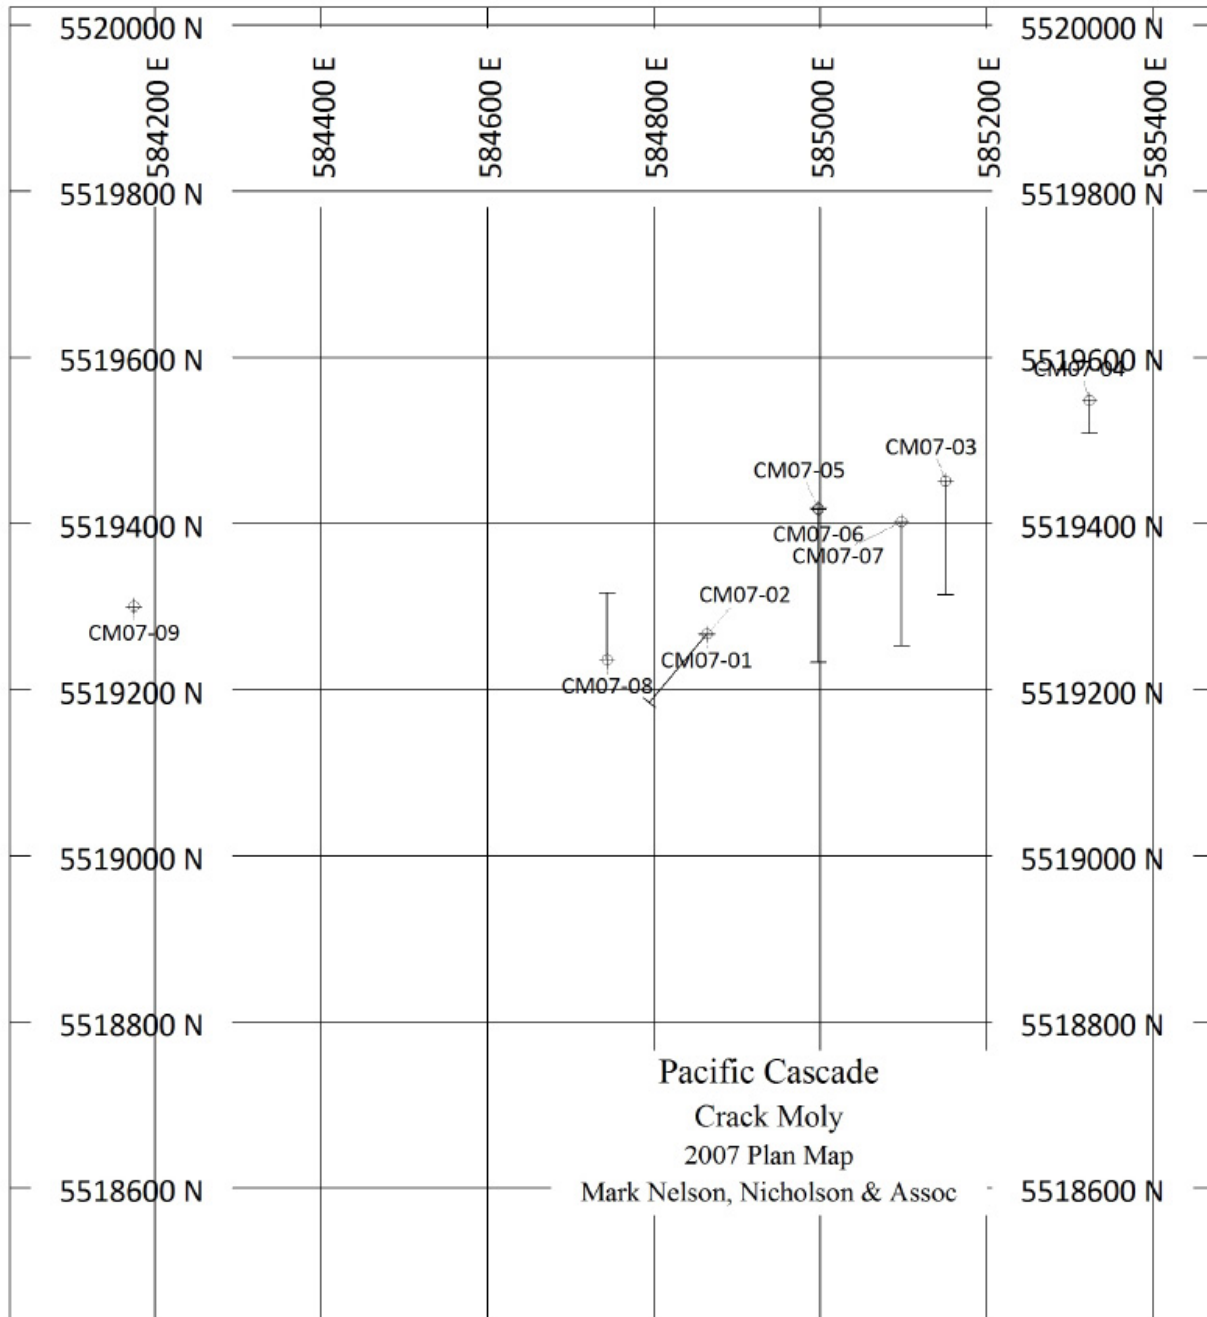 5520000 N
5520000 N
584200 E
584400 E
584600 E
584800 E
585000 E
585200 E
585400 E
5519800 N
5519800 N
5519600 N
5519600 N
CM07-04
CM07-03
CM07-05
5519400 N
5519400 N
CM07-06
CM07-07
CM07-02
CM07-09
CM07-01
CM07-08
5519200 N
5519200 N
5519000 N
5519000 N
5518800 N
5518800 N
Pacific Cascade
Crack Moly
2007 Plan Map
Mark Nelson, Nicholson & Assoc
5518600 N
5518600 N